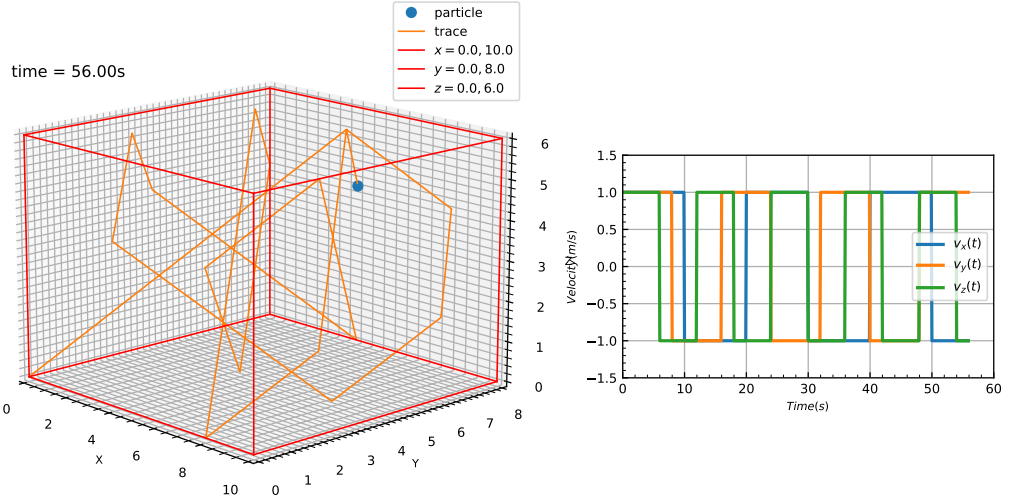 particle
trace
x = 0.0, 10.0
y = 0.0, 8.0
z = 0.0, 6.0
time = 56.00s
6
5
4
3
2
1
0
0
2
4
6
8
10
X
0
1
2
3
4
5
6
7
8
Y
1.5
1.0
0.5
0.0
−0.5
−1.0
−1.5
Velocity(m/s)
v_x(t)
v_y(t)
v_z(t)
0
10
20
30
40
50
60
Time(s)